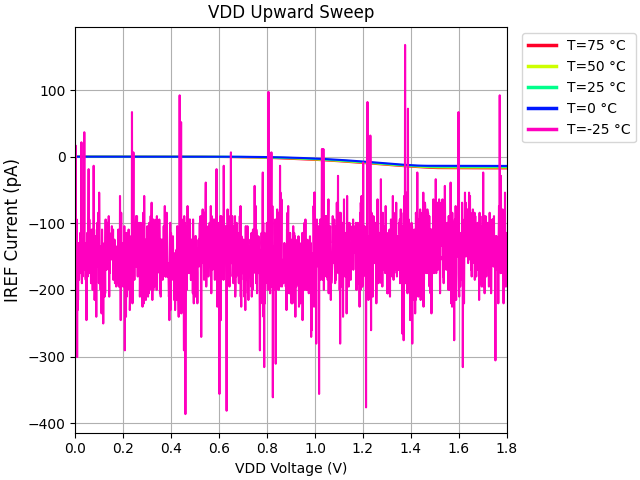 VDD Upward Sweep
IREF Current (pA)
100
0
−100
−200
−300
−400
0.0 0.2 0.4 0.6 0.8 1.0 1.2 1.4 1.6 1.8
VDD Voltage (V)
T=75 °C
T=50 °C
T=25 °C
T=0 °C
T=-25 °C